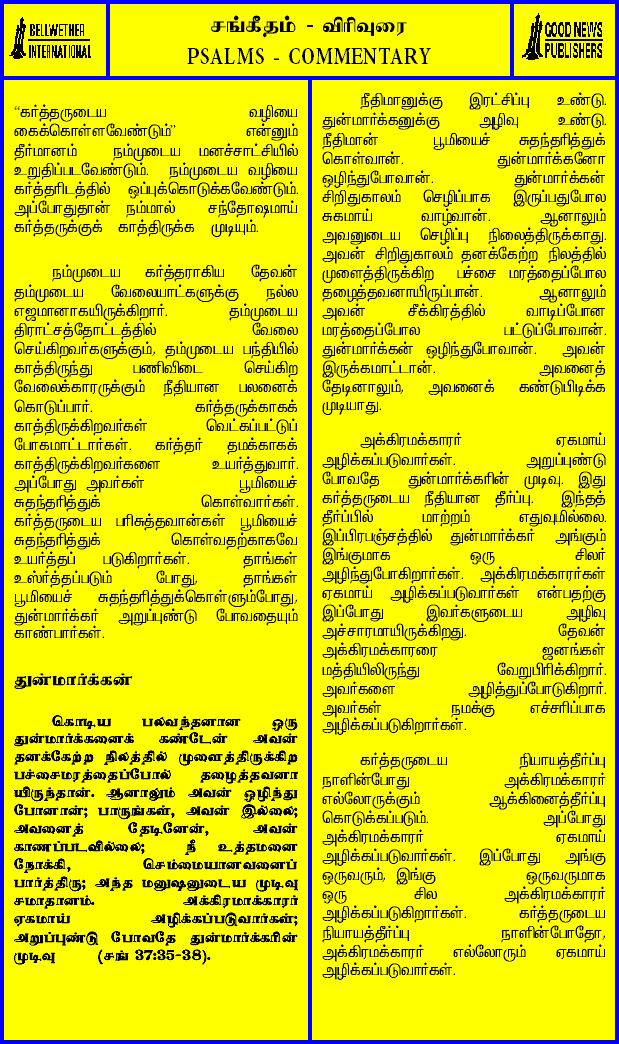 BELLWETHER
INTERNATIONAL
சங்கீதம் - விரிவுரை
PSALMS - COMMENTARY
GOOD NEWS
PUBLISHERS
“கர்த்தருடைய வழியை
கைக்கொள்ளவேண்டும்” என்னும்
தீர்மானம் நம்முடைய மனச்சாட்சியில்
உறுதிப்படவேண்டும். நம்முடைய வழியை
கர்த்தரிடத்தில் ஒப்புக்கொடுக்கவேண்டும்.
அப்போதுதான் நம்மால் சந்தோஷமாய்
கர்த்தருக்குக் காத்திருக்க முடியும்.
நம்முடைய கர்த்தராகிய தேவன்
தம்முடைய வேலையாட்களுக்கு நல்ல
எஜமானாகயிருக்கிறார். தம்முடைய
திராட்சத்தோட்டத்தில் வேலை
செய்கிறவர்களுக்கும், தம்முடைய பந்தியில்
காத்திருந்து பணிவிடை செய்கிற
வேலைக்காரருக்கும் நீதியான பலனைக்
கொடுப்பார். கர்த்தருக்காகக்
காத்திருக்கிறவர்கள் வெட்கப்பட்டுப்
போகமாட்டார்கள். கர்த்தர் தமக்காகக்
காத்திருக்கிறவர்களை உயர்த்துவார்.
அப்போது அவர்கள் பூமியைச்
சுதந்தரித்துக் கொள்வார்கள்.
கர்த்தருடைய பரிசுத்தவான்கள் பூமியைச்
சுதந்தரித்துக் கொள்வதற்காகவே
உயர்த்தப் படுகிறார்கள். தாங்கள்
உஸ்ர்த்தப்படும் போது, தாங்கள்
பூமியைச் சுதந்தரித்துக்கொள்ளும்போது,
துன்மார்க்கர் அறுப்புண்டு போவதையும்
காண்பார்கள்.
துன்மார்க்கன்
கொடிய பலவந்தனான ஒரு
துன்மார்க்கனைக் கண்டேன் அவன்
தனக்கேற்ற நிலத்தில் முளைத்திருக்கிற
பச்சைமரத்தைப்போல் தழைத்தவனா
யிருந்தான். ஆனாலும் அவன் ஒழிந்து
போனான்; பாருங்கள், அவன் இல்லை;
அவனைத் தேடினேன், அவன்
காணப்படவில்லை; நீ உத்தமனை
நோக்கி, செம்மையானவனைப்
பார்த்திரு; அந்த மனுஷனுடைய முடிவு
சமாதானம். அக்கிரமாக்காரர்
ஏகமாய் அழிக்கப்படுவார்கள்;
அறுப்புண்டு போவதே துன்மார்க்கரின்
முடிவு (சங் 37:35-38).
நீதிமானுக்கு இரட்சிப்பு உண்டு.
துன்மார்க்கனுக்கு அழிவு உண்டு.
நீதிமான் பூமியைச் சுதந்தரித்துக்
கொள்வான். துன்மார்க்கனோ
ஒழிந்துபோவான். துன்மார்க்கன்
சிறிதுகாலம் செழிப்பாக இருப்பதுபோல
சுகமாய் வாழ்வான். ஆனாலும்
அவனுடைய செழிப்பு நிலைத்திருக்காது.
அவன் சிறிதுகாலம் தனக்கேற்ற நிலத்தில்
முளைத்திருக்கிற பச்சை மரத்தைப்போல
தழைத்தவனாயிருப்பான். ஆனாலும்
அவன் சீக்கிரத்தில் வாடிப்போன
மரத்தைப்போல பட்டுப்போவான்.
துன்மார்க்கன் ஒழிந்துபோவான். அவன்
இருக்கமாட்டான். அவனைத்
தேடினாலும், அவனைக் கண்டுபிடிக்க
முடியாது.
அக்கிரமக்காரர் ஏகமாய்
அழிக்கப்படுவார்கள். அறுப்புண்டு
போவதே துன்மார்க்கரின் முடிவு. இது
கர்த்தருடைய நீதியான தீர்ப்பு. இந்தத்
தீர்ப்பில் மாற்றம் எதுவுமில்லை.
இப்பிரபஞ்சத்தில் துன்மார்க்கர் அங்கும்
இங்குமாக ஒரு சிலர்
அழிந்துபோகிறார்கள். அக்கிரமக்காரர்கள்
ஏகமாய் அழிக்கப்படுவார்கள் என்பதற்கு
இப்போது இவர்களுடைய அழிவு
அச்சாரமாயிருக்கிறது. தேவன்
அக்கிரமக்காரரை ஜனங்கள்
மத்தியிலிருந்து வேறுபிரிக்கிறார்.
அவர்களை அழித்துப்போடுகிறார்.
அவர்கள் நமக்கு எச்சரிப்பாக
அழிக்கப்படுகிறார்கள்.
கர்த்தருடைய நியாயத்தீர்ப்பு
நாளின்போது அக்கிரமக்காரர்
எல்லோருக்கும் ஆக்கினைத்தீர்ப்பு
கொடுக்கப்படும். அப்போது
அக்கிரமக்காரர் ஏகமாய்
அழிக்கப்படுவார்கள். இப்போது அங்கு
ஒருவரும், இங்கு ஒருவருமாக
ஒரு சில அக்கிரமக்காரர்
அழிக்கப்படுகிறார்கள். கர்த்தருடைய
நியாயத்தீர்ப்பு நாளின்போதோ,
அக்கிரமக்காரர் எல்லோரும் ஏகமாய்
அழிக்கப்படுவார்கள்.